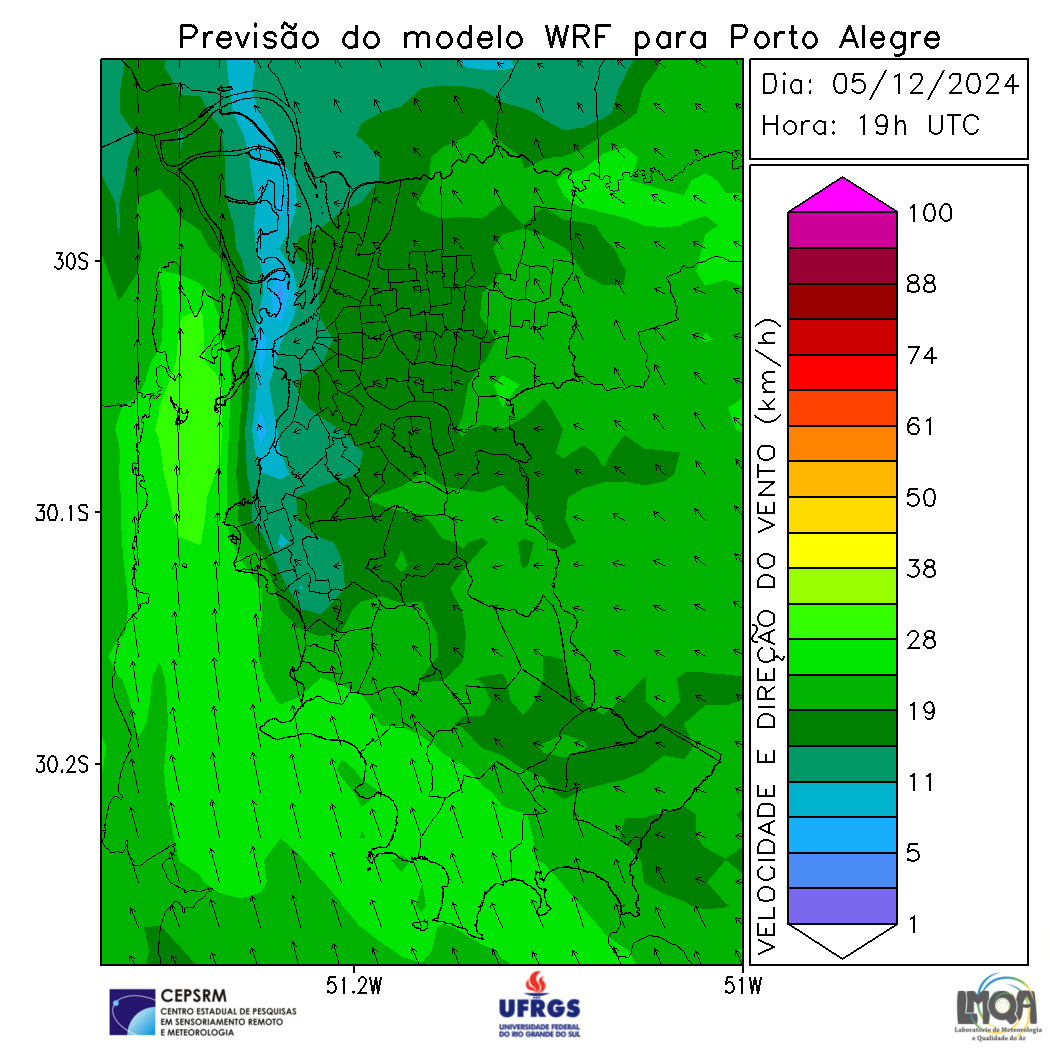 Previsão do modelo WRF para Porto Alegre
Dia: 05/12/2024
Hora: 19h UTC
30S
30.1S
30.2S
51.2W
51W
VELOCIDADE E DIREÇÃO DO VENTO (km/h)
100
88
74
61
50
38
28
19
11
5
1
CEPSRM
CENTRO ESTADUAL DE PESQUISAS
EM SENSORIAMENTO REMOTO
E METEOROLOGIA
UFRGS
UNIVERSIDADE FEDERAL
DO RIO GRANDE DO SUL
LMQA
Laboratório de Meteorologia
e Qualidade do Ar